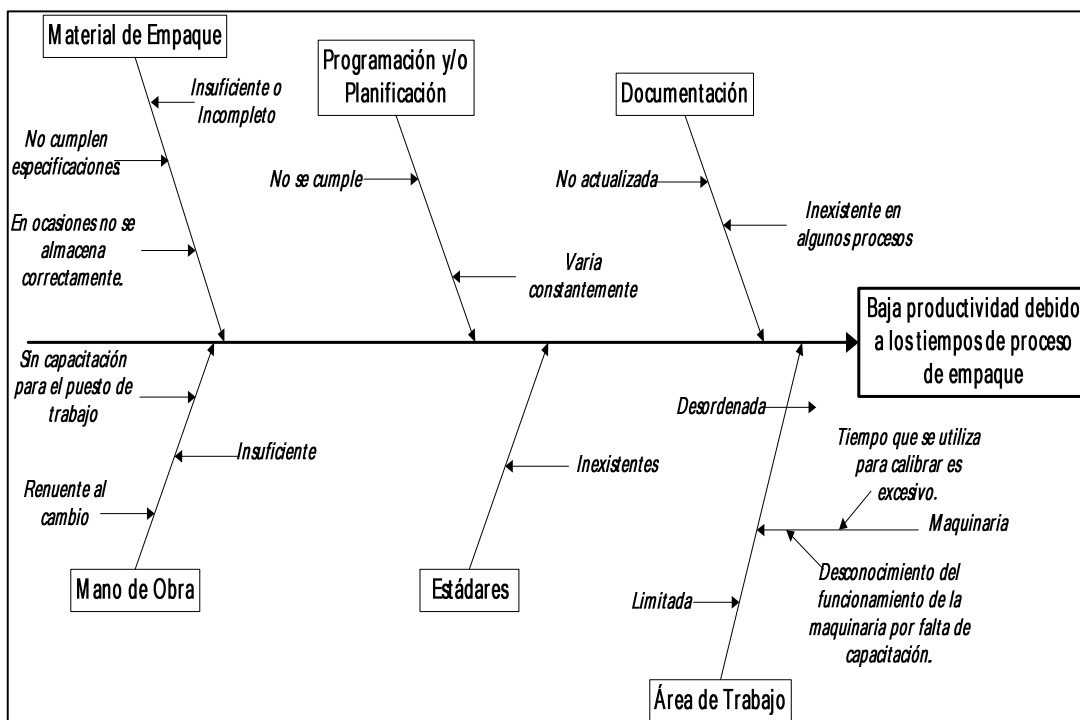 Material de Empaque
Insuficiente o
Incompleto
No cumplen
especificaciones.
En ocasiones no se
almacena
correctamente.
Programación y/o
Planificación
No se cumple
Varia
constantemente
Documentación
No actualizada
Inexistente en
algunos procesos
Baja productividad debido
a los tiempos de proceso
de empaque
Sin capacitación
para el puesto de
trabajo
Insuficiente
Renuente al
cambio
Mano de Obra
Inexistentes
Estádares
Desordenada
Tiempo que se utiliza
para calibrar es
excesivo.
Maquinaria
Desconocimiento del
funcionamiento de la
maquinaria por falta de
capacitación.
Limitada
Área de Trabajo